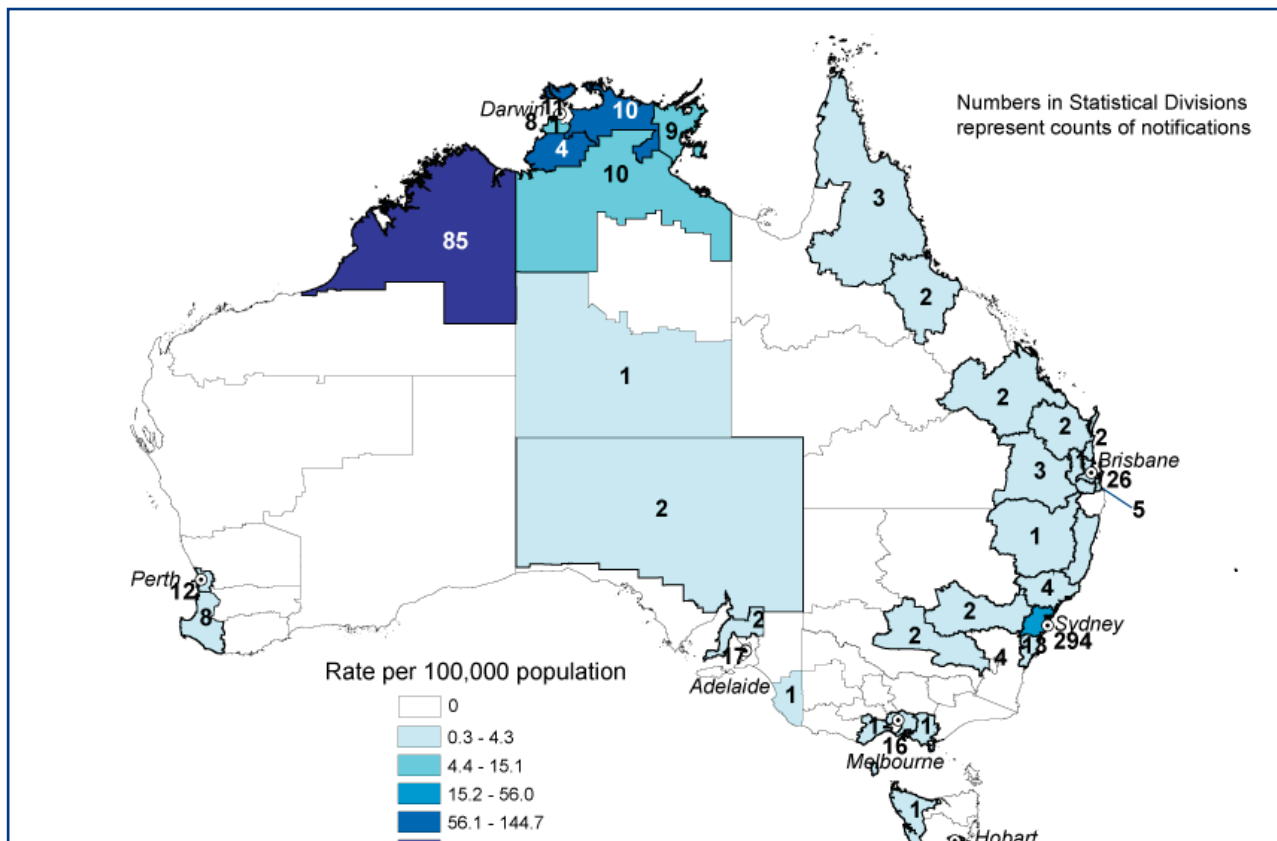 Numbers in Statistical Divisions
represent counts of notifications
Darwin
11
8
1
10
9
4
10
85
3
2
1
2
2
2
Brisbane
11
26
3
5
2
1
4
Perth
12
8
2
2
2
Sydney
294
13
4
17
Adelaide
1
1
1
16
Melbourne
1
Hobart
Rate per 100,000 population
0
0.3 - 4.3
4.4 - 15.1
15.2 - 56.0
56.1 - 144.7